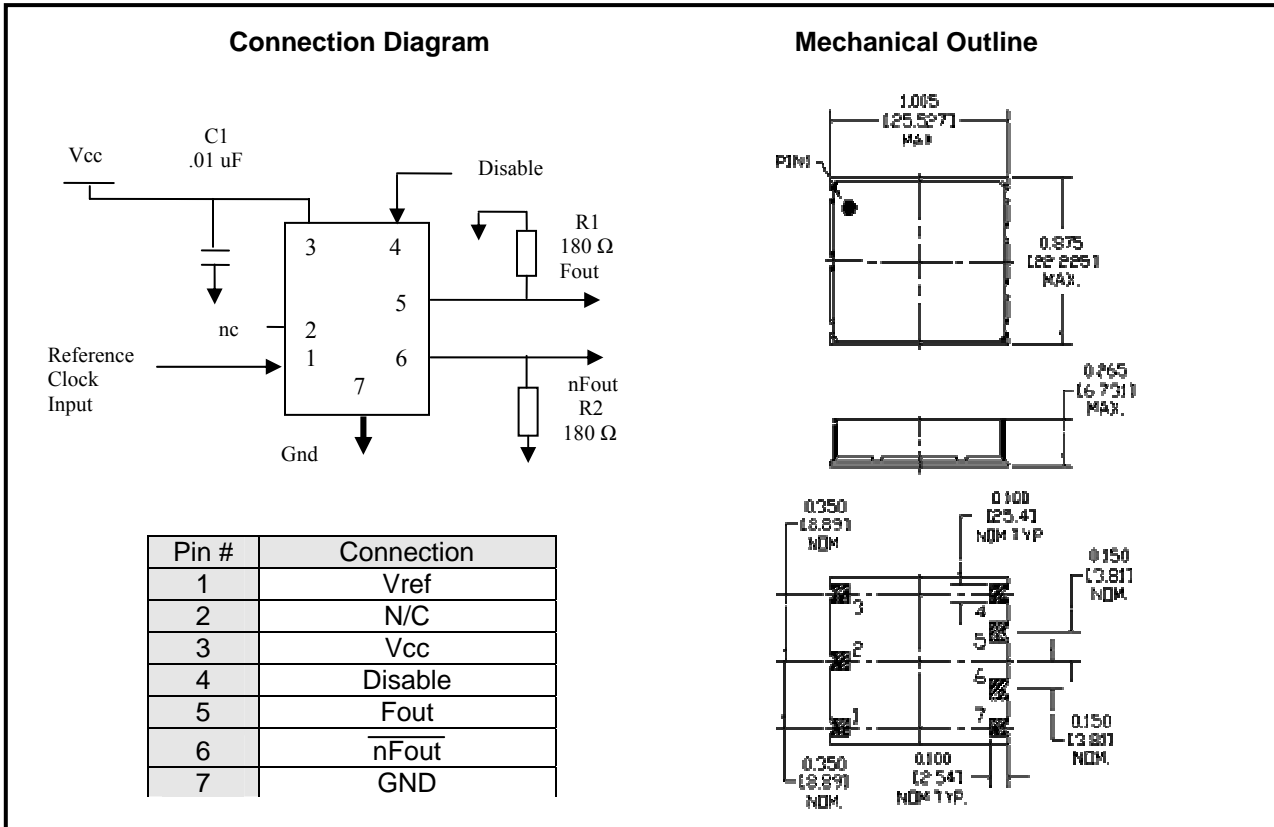 Connection Diagram
Mechanical Outline
Vcc
C1
.01 uF
Disable
R1
180 Ω
Fout
3
4
5
2
1
6
7
nc
Reference
Clock
Input
nFout
R2
180 Ω
Gnd
Pin # Connection
1 Vref
2 N/C
3 Vcc
4 Disable
5 Fout
6 nFout
7 GND
1.005
[25.527]
MAX
PIN1
0.875
[22.225]
MAX.
0.265
[6.731]
MAX.
0.350
[8.89]
NOM
0.100
[25.4]
NOM TYP
0.150
[3.81]
NOM.
3
4
5
2
6
1
7
0.150
[3.81]
NOM.
0.350
[8.89]
NOM.
0.100
[2.54]
NOM TYP.